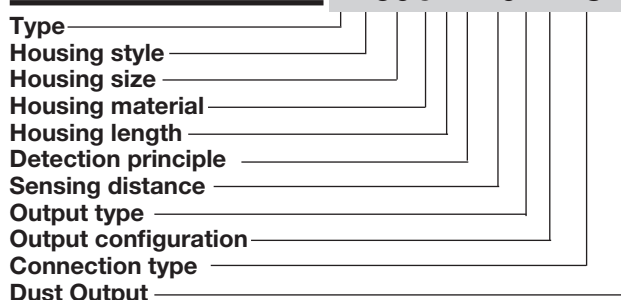 Type
Housing style
Housing size
Housing material
Housing length
Detection principle
Sensing distance
Output type
Output configuration
Connection type
Dust Output